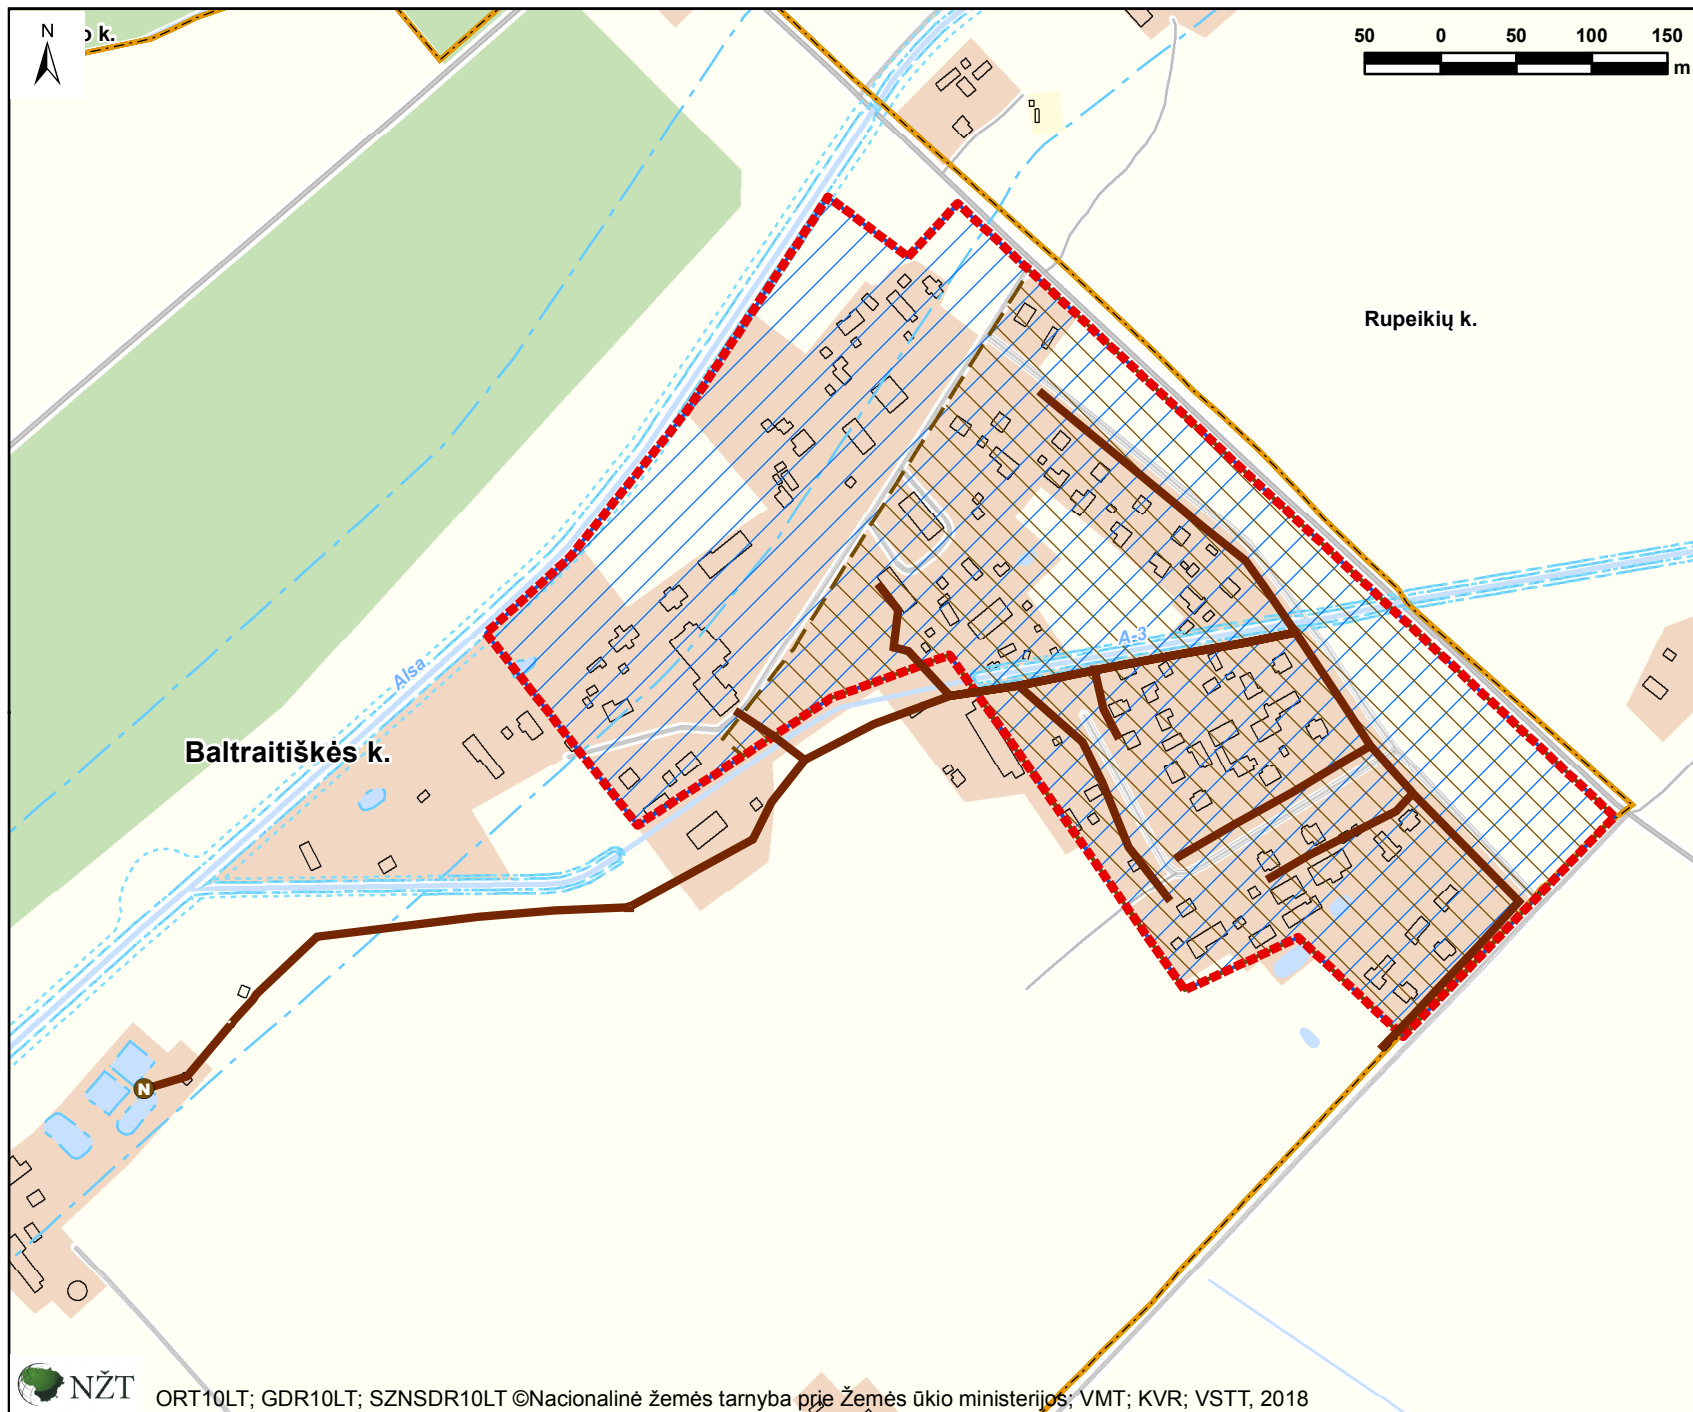 N
o k.
50 0 50 100 150
m
Rupeikių k.
A-3
Alsa.
Baltraitiškės k.
N
NŽT
ORT10LT; GDR10LT; SZNSDR10LT ©Nacionalinė žemės tarnyba prie Žemės ūkio ministerijos; VMT; KVR; VSTT, 2018